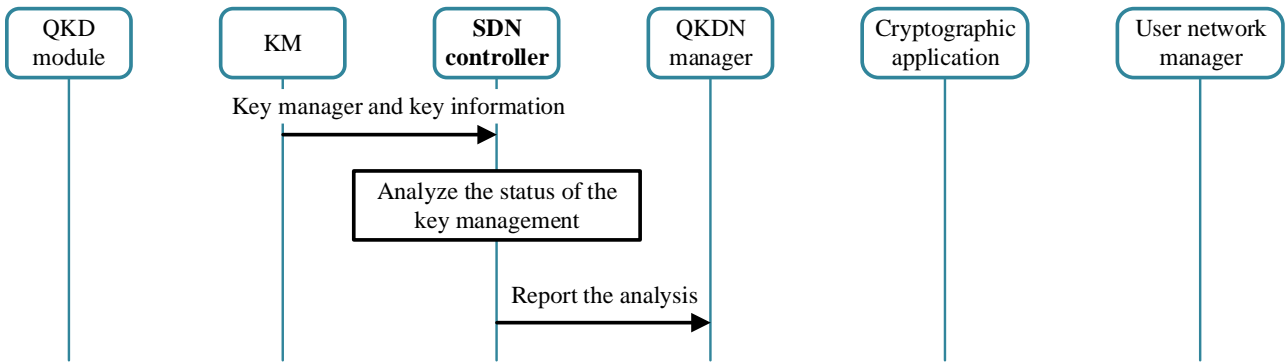 QKD
module
KM
SDN
controller
QKDN
manager
Cryptographic
application
User network
manager
Key manager and key information
Analyze the status of the
key management
Report the analysis